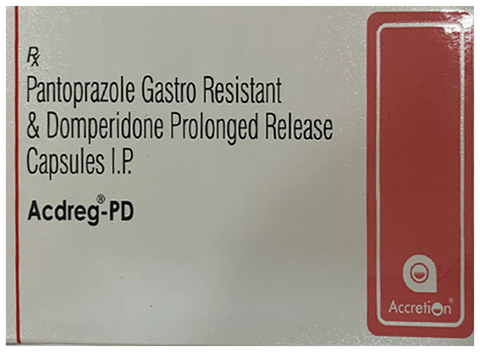 Rx
Pantoprazole Gastro Resistant
& Domperidone Prolonged Release
Capsules I.P.
Acdreg®-PD
Accretion®